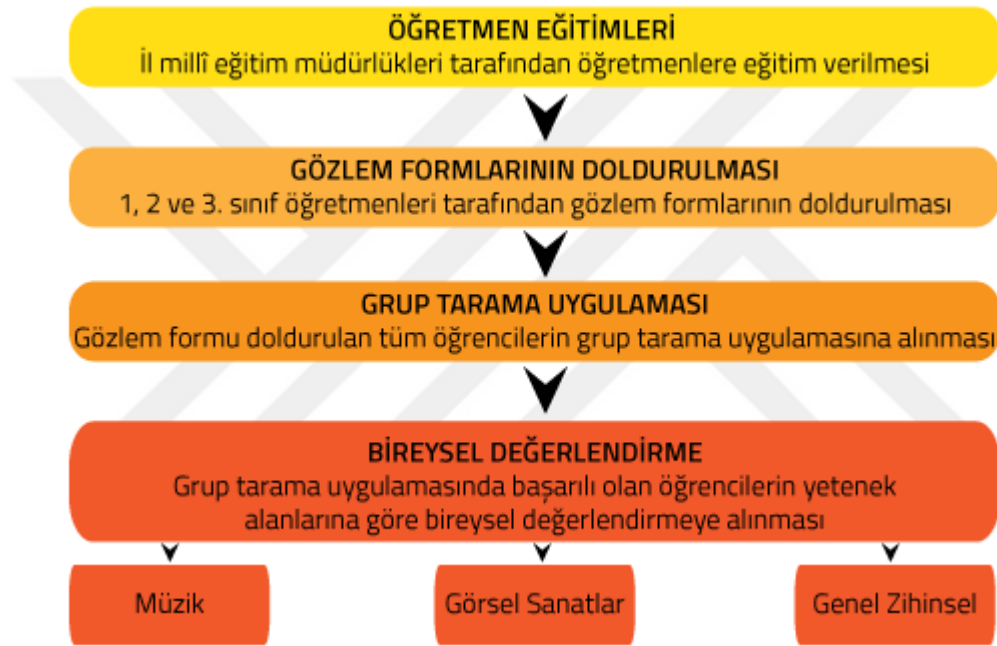 ÖĞRETMEN EĞİTİMLERİ
İl millî eğitim müdürlükleri tarafından öğretmenlere eğitim verilmesi
GÖZLEM FORMLARININ DOLDURULMASI
1, 2 ve 3. sınıf öğretmenleri tarafından gözlem formlarının doldurulması
GRUP TARAMA UYGULAMASI
Gözlem formu doldurulan tüm öğrencilerin grup tarama uygulamasına alınması
BİREYSEL DEĞERLENDİRME
Grup tarama uygulamasında başarılı olan öğrencilerin yetenek
alanlarına göre bireysel değerlendirmeye alınması
Müzik
Görsel Sanatlar
Genel Zihinsel